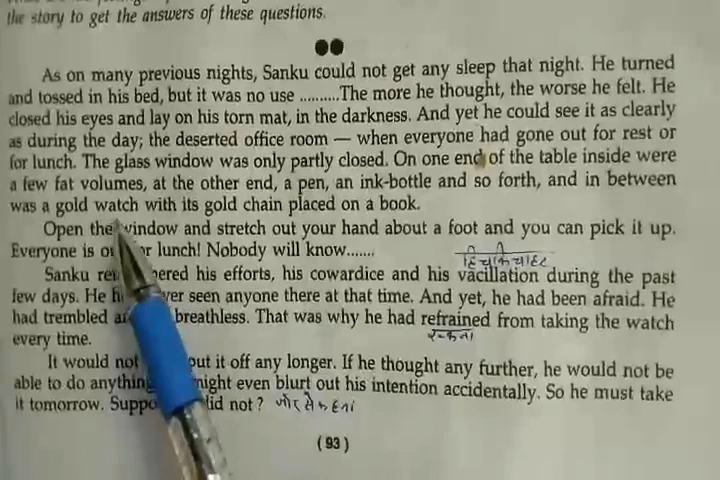 the story to get the answers of these questions.
As on many previous nights, Sanku could not get any sleep that night. He turned
and tossed in his bed, but it was no use ..........The more he thought, the worse he felt. He
closed his eyes and lay on his torn mat, in the darkness. And yet he could see it as clearly
as during the day; the deserted office room — when everyone had gone out for rest or
for lunch. The glass window was only partly closed. On one end of the table inside were
a few fat volumes, at the other end, a pen, an ink-bottle and so forth, and in between
was a gold watch with its gold chain placed on a book.
Open the window and stretch out your hand about a foot and you can pick it up.
Everyone is lunch! Nobody will know.......
हिचकिचाहट
Sanku his efforts, his cowardice and his vacillation during the past
few days. He seen anyone there at that time. And yet, he had been afraid. He
had trembled breathless. That was why he had refrained from taking the watch
रुकना
every time.
It would not put it off any longer. If he thought any further, he would not be
able to do anything might even blurt out his intention accidentally. So he must take
it tomorrow. did not?
(93)